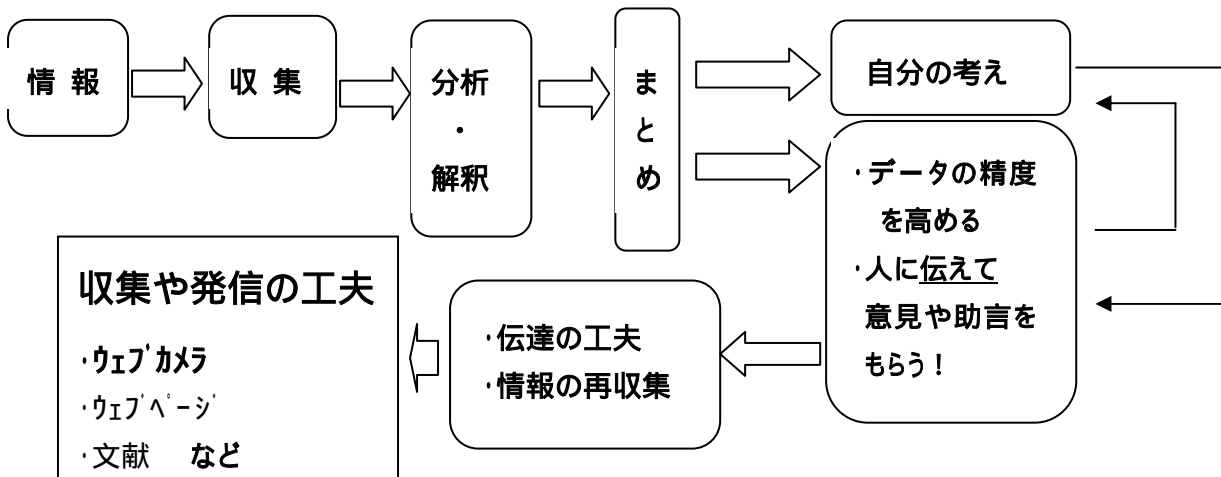 情 報
収 集
分析
・
解釈
まとめ
自分の考え
・データの精度
を高める
・人に伝えて
意見や助言を
もらう！
・伝達の工夫
・情報の再収集
収集や発信の工夫
・ｳｪﾌﾞｶﾒﾗ
・ｳｪﾌﾞﾍﾟｰｼﾞ
・文献　など